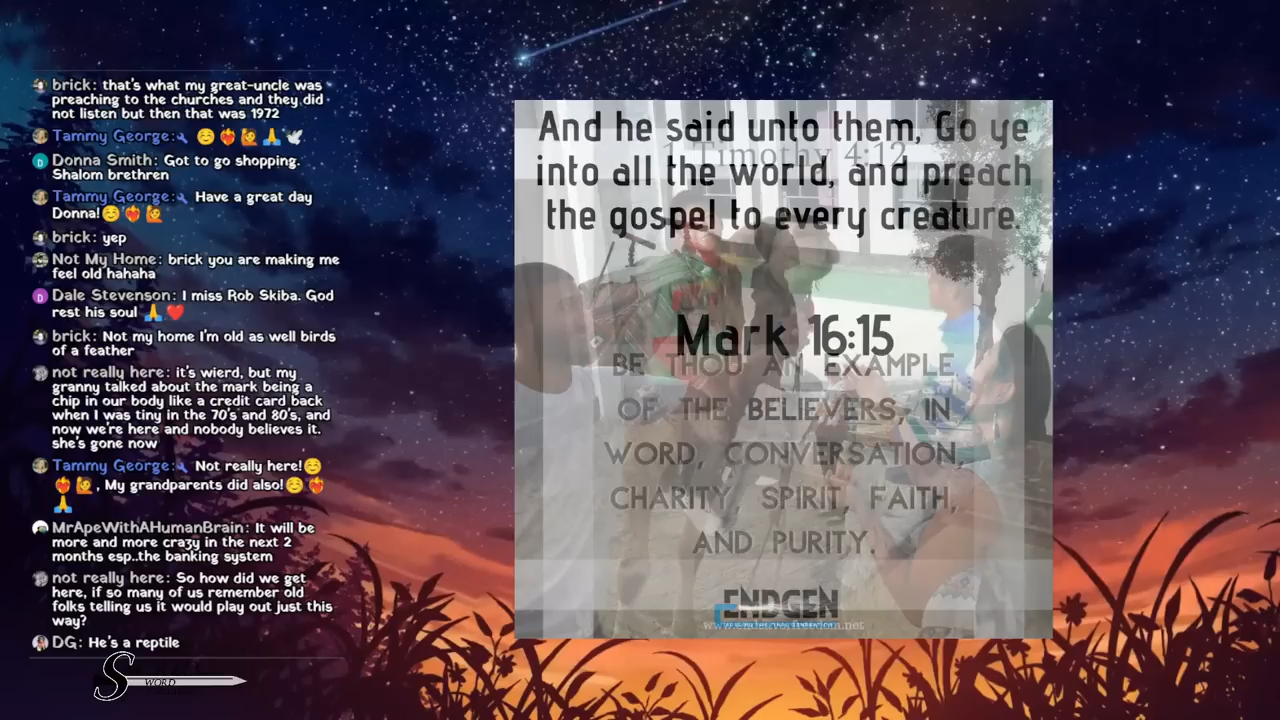 brick: that's what my great-uncle was
preaching to the churches and they did
not listen but then that was 1972
Tammy George: ☺️❤️‍🔥🙋🙏🕊️
Donna Smith: Got to go shopping.
Shalom brethren
Tammy George: Have a great day
Donna!☺️❤️‍🔥🙋
brick: yep
Not My Home: brick you are making me
feel old hahaha
Dale Stevenson: I miss Rob Skiba. God
rest his soul 🙏❤️
brick: Not my home I'm old as well birds
of a feather
not really here: it's wierd, but my
granny talked about the mark being a
chip in our body like a credit card back
when I was tiny in the 70's and 80's, and
now we're here and nobody believes it.
she's gone now
Tammy George: Not really here!☺️
❤️‍🔥🙋, My grandparents did also!☺️❤️‍🔥
🙏
MrApeWithAHumanBrain: It will be
more and more crazy in the next 2
months esp..the banking system
not really here: So how did we get
here, if so many of us remember old
folks telling us it would play out just this
way?
DG: He's a reptile
S WORD
And he said unto them, Go ye
1 Timothy 4:12
into all the world, and preach
the gospel to every creature.
Mark 16:15
BE THOU AN EXAMPLE
OF THE BELIEVERS, IN
WORD, CONVERSATION,
CHARITY, SPIRIT, FAITH,
AND PURITY.
ENDGEN